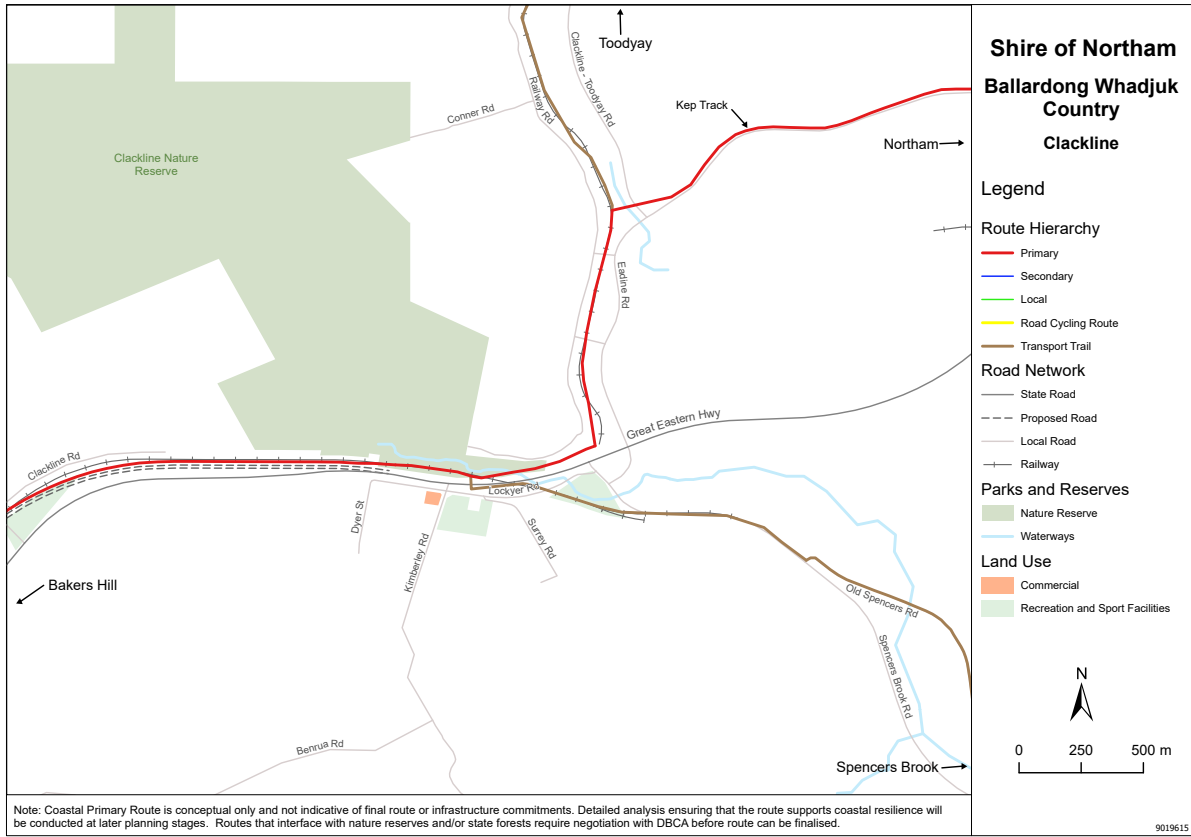 Toodyay
Clackline - Toodyay Rd
Railway Rd
Conner Rd
Kep Track
Northam
Clackline Nature
Reserve
Eadine Rd
Great Eastern Hwy
Clackline Rd
Lockyer Rd
Dyer St
Kimberley Rd
Surrey Rd
Bakers Hill
Old Spencers Rd
Spencers Brook Rd
Benrua Rd
Spencers Brook
Shire of Northam
Ballardong Whadjuk
Country
Clackline
Legend
Route Hierarchy
Primary
Secondary
Local
Road Cycling Route
Transport Trail
Road Network
State Road
Proposed Road
Local Road
Railway
Parks and Reserves
Nature Reserve
Waterways
Land Use
Commercial
Recreation and Sport Facilities
N
0 250 500 m
Note: Coastal Primary Route is conceptual only and not indicative of final route or infrastructure commitments. Detailed analysis ensuring that the route supports coastal resilience will
be conducted at later planning stages. Routes that interface with nature reserves and/or state forests require negotiation with DBCA before route can be finalised.
9019615